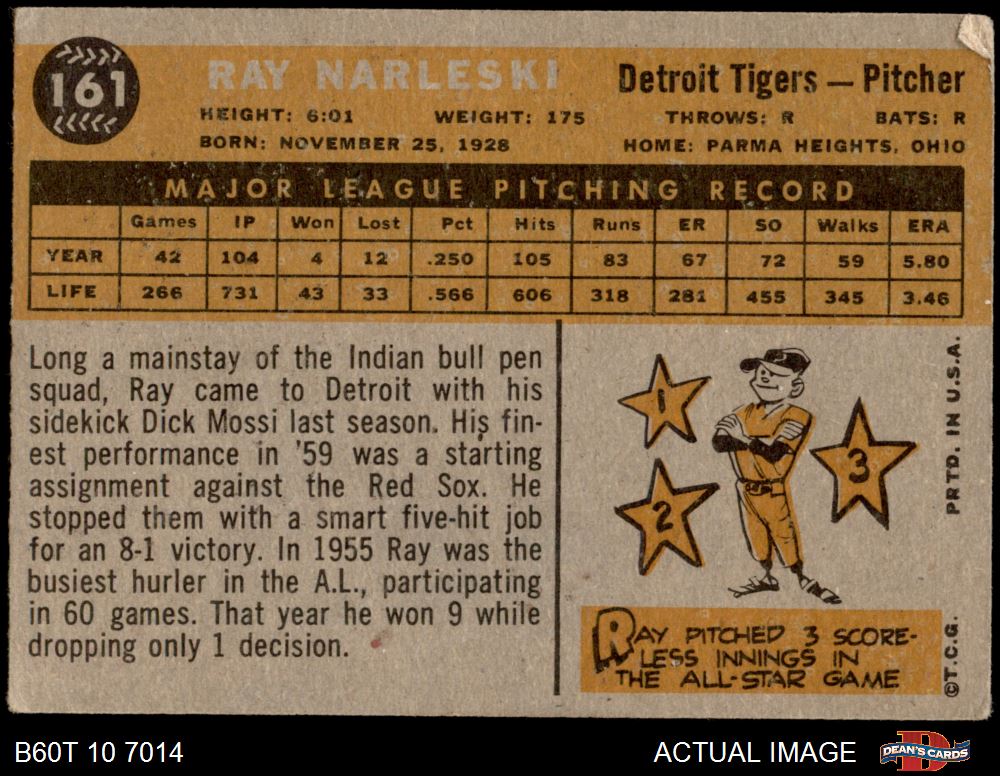 161
RAY NARLESKI
Detroit Tigers — Pitcher
HEIGHT: 6:01 WEIGHT: 175 THROWS: R BATS: R
BORN: NOVEMBER 25, 1928 HOME: PARMA HEIGHTS, OHIO
MAJOR LEAGUE PITCHING RECORD
Games IP Won Lost Pct Hits Runs ER SO Walks ERA
YEAR 42 104 4 12 .250 105 83 67 72 59 5.80
LIFE 266 731 43 33 .566 606 318 281 455 345 3.46
Long a mainstay of the Indian bull pen
squad, Ray came to Detroit with his
sidekick Dick Mossi last season. His fin-
est performance in '59 was a starting
assignment against the Red Sox. He
stopped them with a smart five-hit job
for an 8-1 victory. In 1955 Ray was the
busiest hurler in the A.L., participating
in 60 games. That year he won 9 while
dropping only 1 decision.
1
2
3
RAY PITCHED 3 SCORE-
LESS INNINGS IN
THE ALL-STAR GAME
©T.C.G. PRTD. IN U.S.A.
B60T 10 7014
ACTUAL IMAGE
DEAN'S CARDS